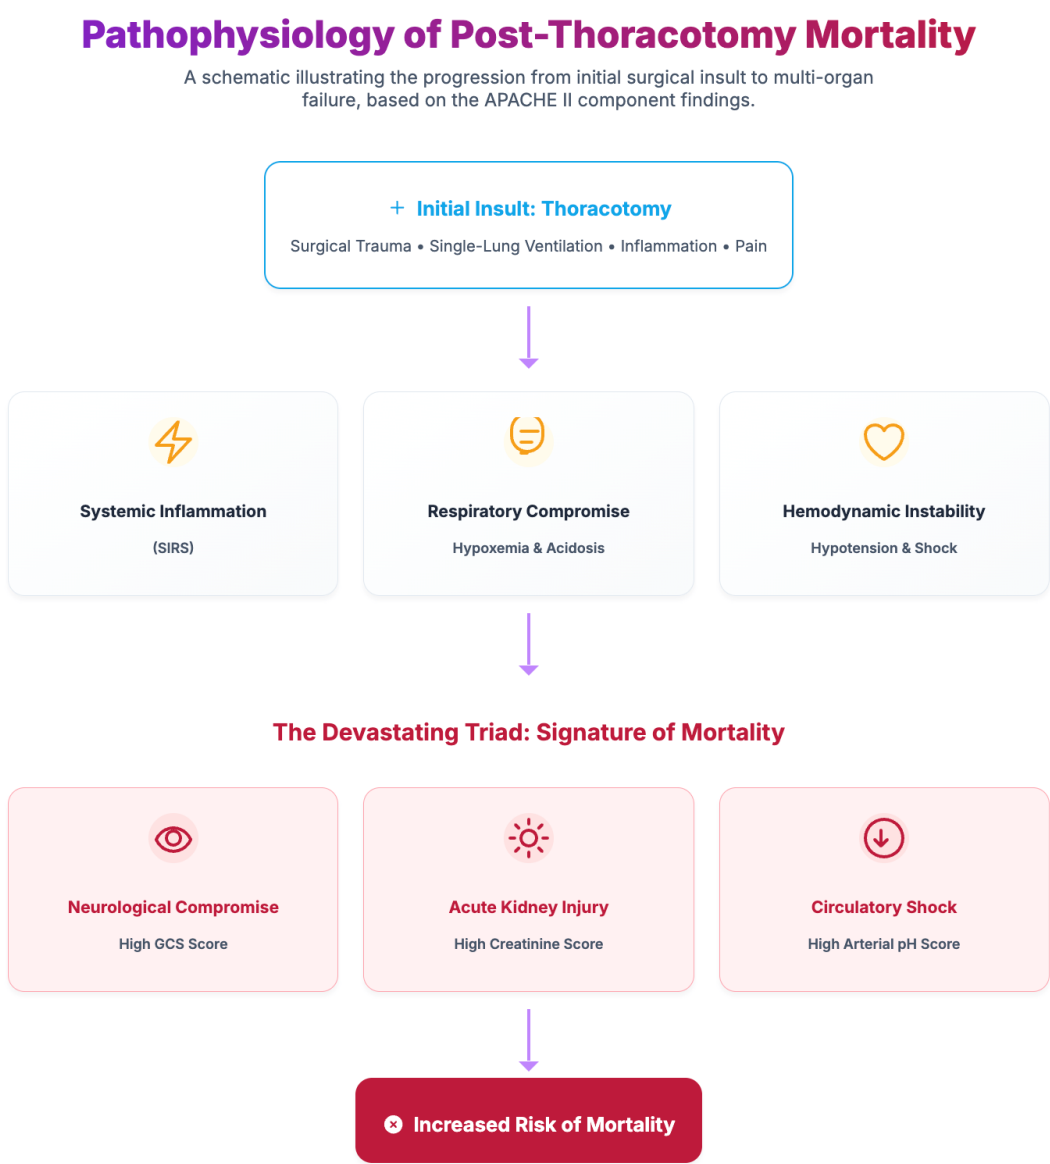 Pathophysiology of Post-Thoracotomy Mortality
A schematic illustrating the progression from initial surgical insult to multi-organ
failure, based on the APACHE II component findings.
Initial Insult: Thoracotomy
Surgical Trauma • Single-Lung Ventilation • Inflammation • Pain
Systemic Inflammation
(SIRS)
Respiratory Compromise
Hypoxemia & Acidosis
Hemodynamic Instability
Hypotension & Shock
The Devastating Triad: Signature of Mortality
Neurological Compromise
High GCS Score
Acute Kidney Injury
High Creatinine Score
Circulatory Shock
High Arterial pH Score
Increased Risk of Mortality